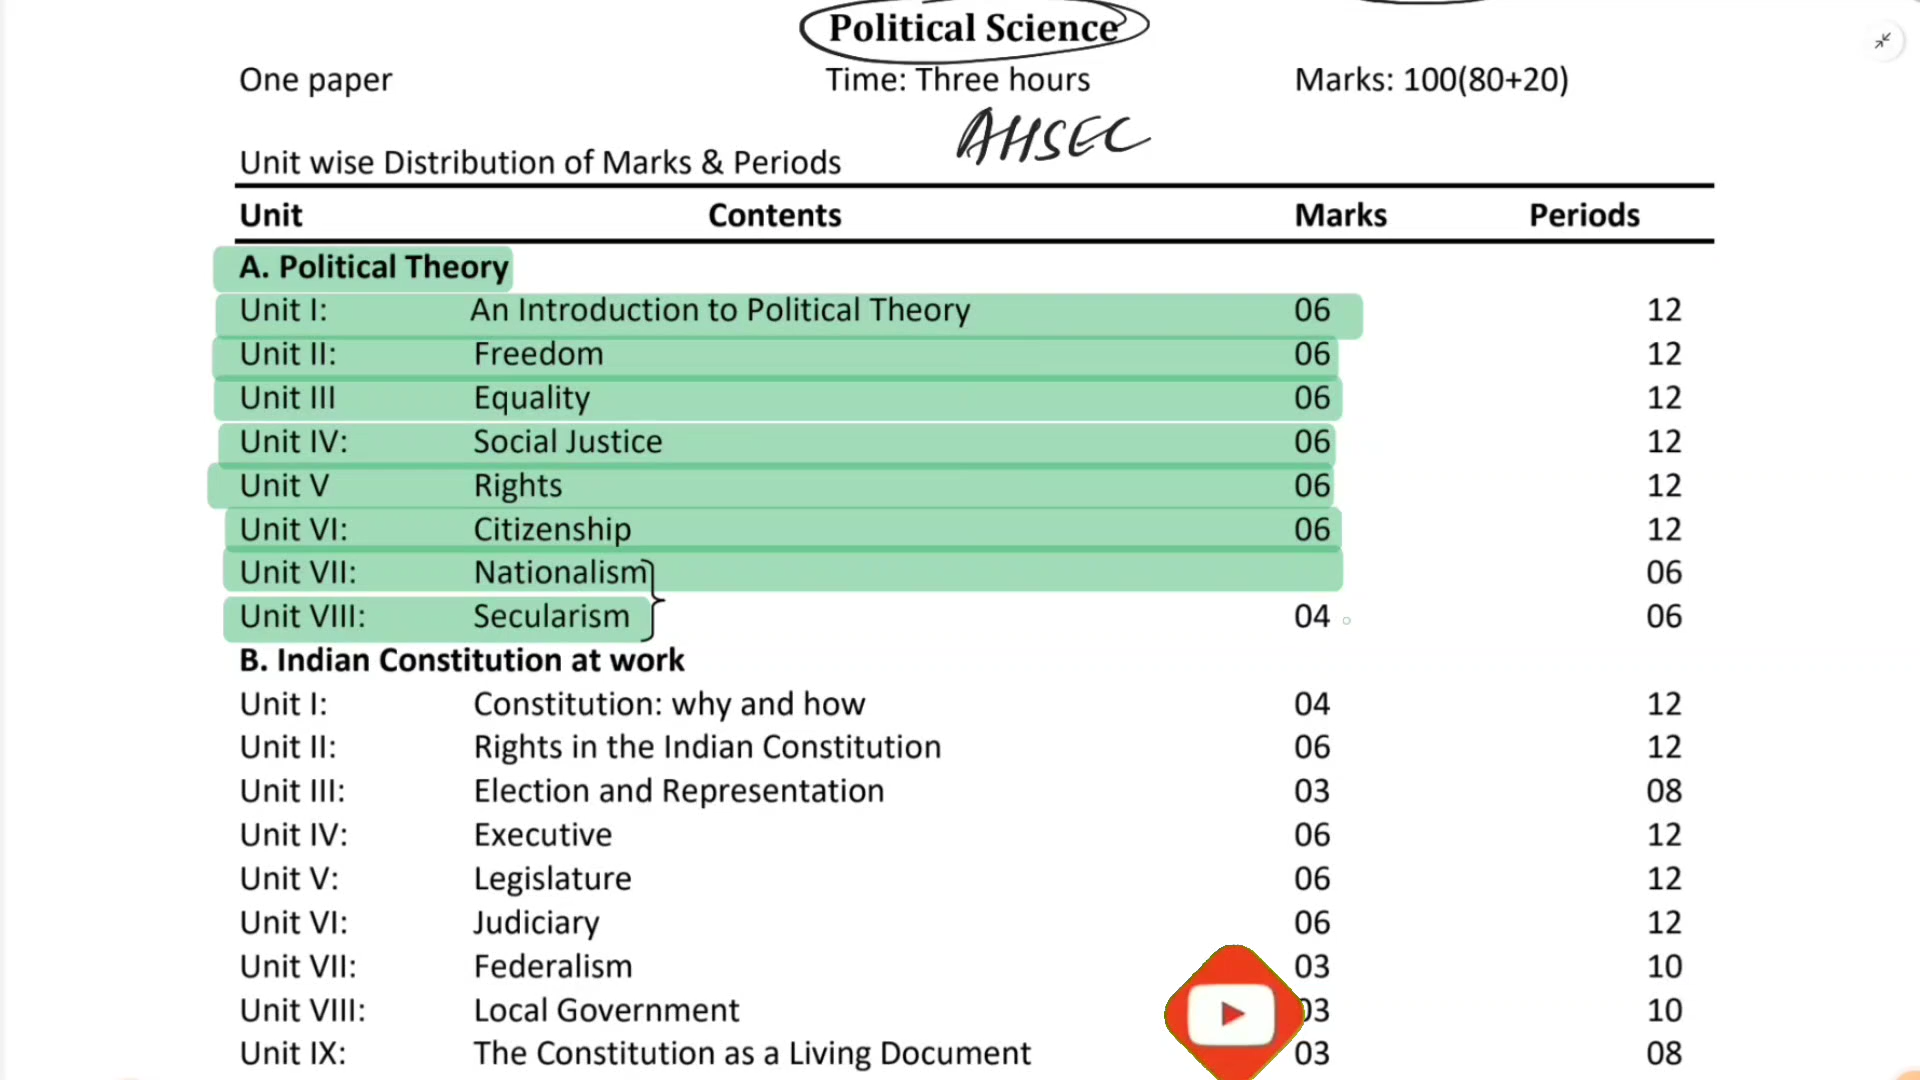 Political Science
One paper Time: Three hours Marks: 100(80+20)
AHSEC
Unit wise Distribution of Marks & Periods
Unit Contents Marks Periods
A. Political Theory
Unit I: An Introduction to Political Theory 06 12
Unit II: Freedom 06 12
Unit III Equality 06 12
Unit IV: Social Justice 06 12
Unit V Rights 06 12
Unit VI: Citizenship 06 12
Unit VII: Nationalism 06
Unit VIII: Secularism 04 06
B. Indian Constitution at work
Unit I: Constitution: why and how 04 12
Unit II: Rights in the Indian Constitution 06 12
Unit III: Election and Representation 03 08
Unit IV: Executive 06 12
Unit V: Legislature 06 12
Unit VI: Judiciary 06 12
Unit VII: Federalism 03 10
Unit VIII: Local Government 03 10
Unit IX: The Constitution as a Living Document 03 08